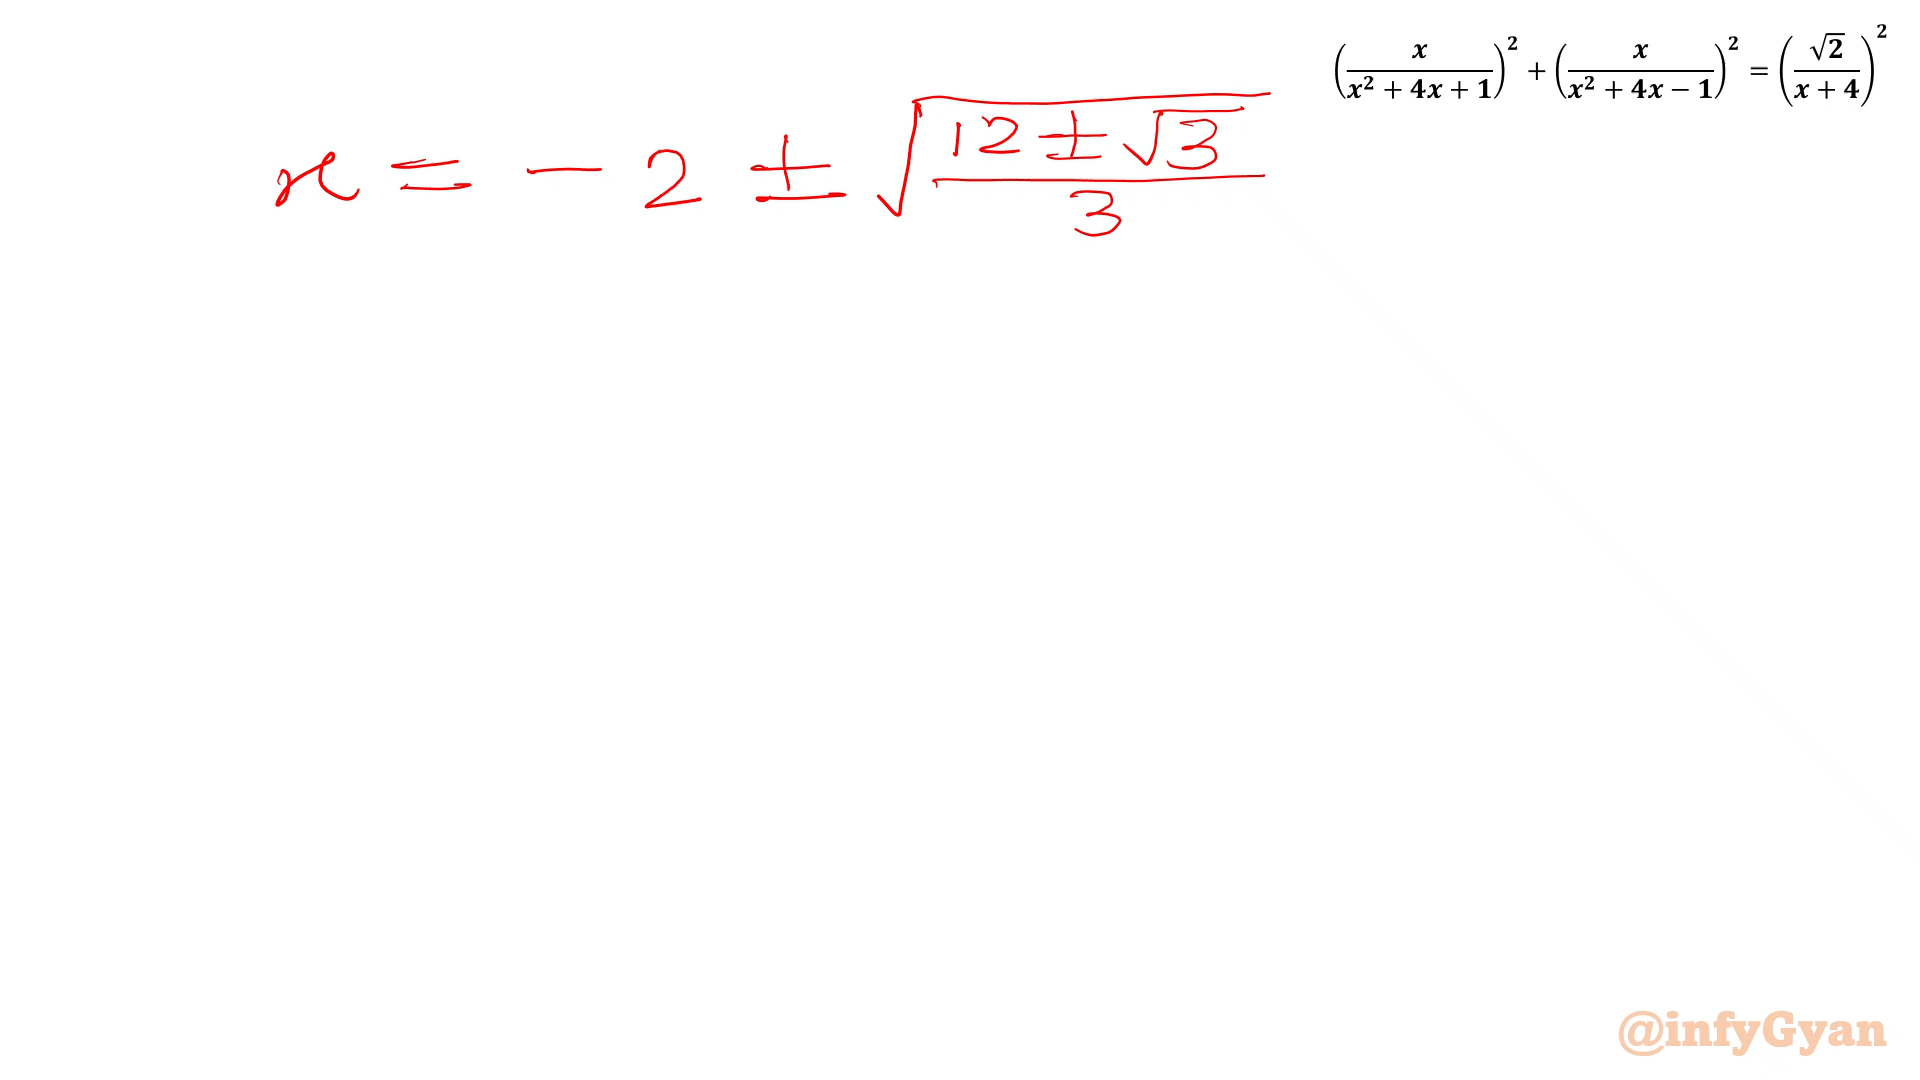 (x/(x² + 4x + 1))² + (x/(x² + 4x − 1))² = (√2/(x + 4))²
x = − 2 ± √((12 ± √3)/3)
@infyGyan